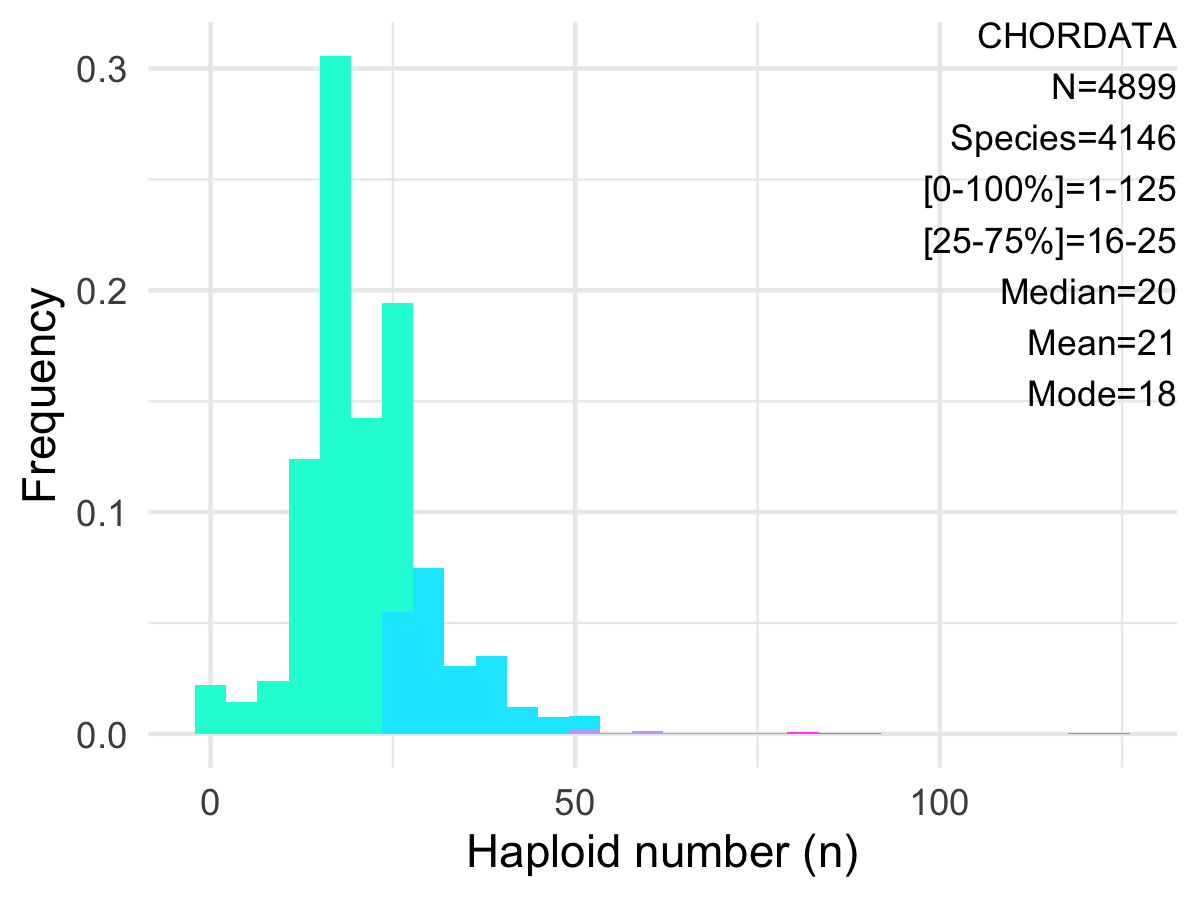 CHORDATA
N=4899
Species=4146
[0-100%]=1-125
[25-75%]=16-25
Median=20
Mean=21
Mode=18
0.3
0.2
0.1
0.0
Frequency
0
50
100
Haploid number (n)